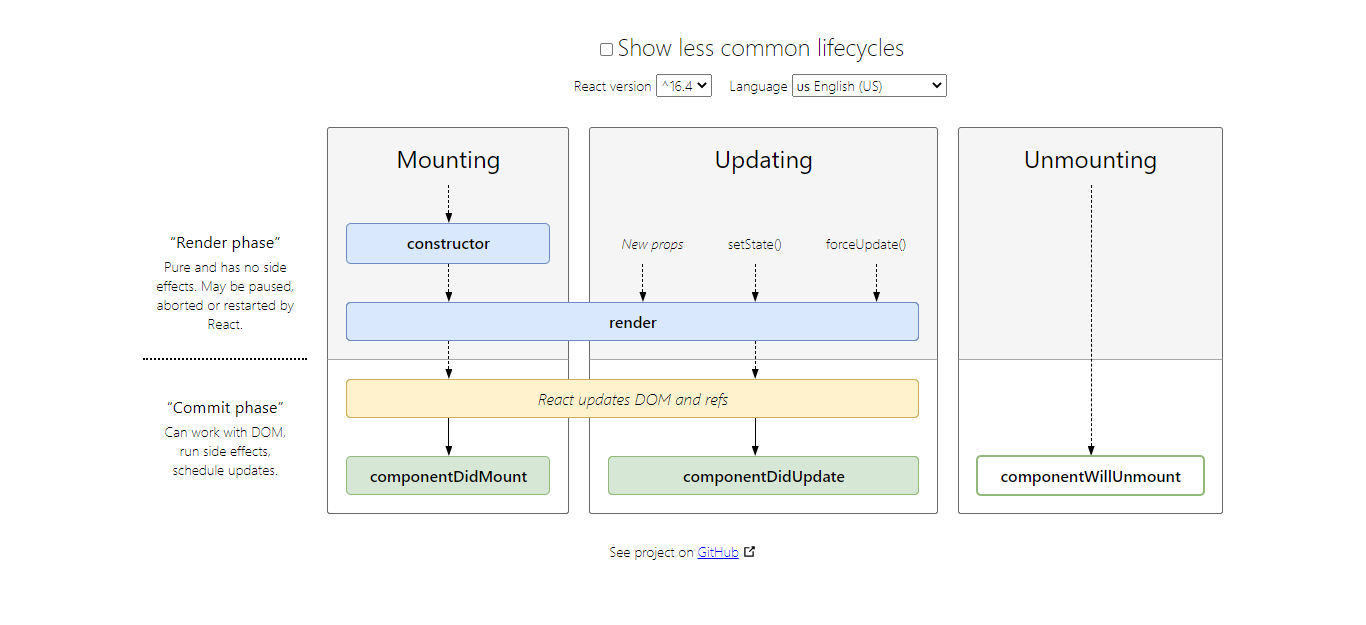 Show less common lifecycles
React version ^16.4 Language us English (US)
Mounting
Updating
Unmounting
“Render phase”
Pure and has no side
effects. May be paused,
aborted or restarted by
React.
constructor
New props
setState()
forceUpdate()
render
“Commit phase”
Can work with DOM,
run side effects,
schedule updates.
React updates DOM and refs
componentDidMount
componentDidUpdate
componentWillUnmount
See project on GitHub